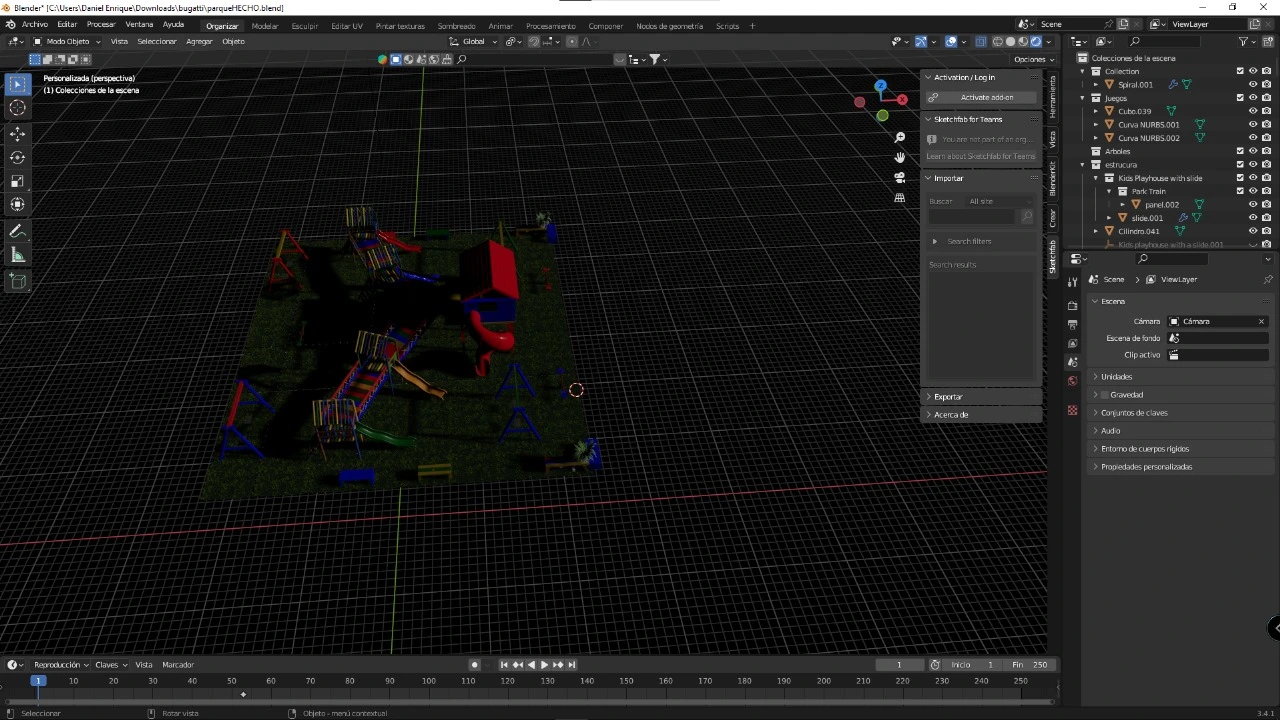 Blender* [C:\Users\Daniel Enrique\Downloads\bugatti\parqueHECHO.blend]
Archivo Editar Procesar Ventana Ayuda Organizar Modelar Esculpir Editar UV Pintar texturas Sombreado Animar Procesamiento Componer Nodos de geometría Scripts + Scene ViewLayer
Modo Objeto Vista Seleccionar Agregar Objeto Global
Opciones
Personalizada (perspectiva)
(1) Colecciones de la escena
Z
X
Activation / Log in
Activate add-on
Sketchfab for Teams
You are not part of an org...
Learn about Sketchfab for Teams
Importar
Buscar All site
Search filters
Search results
Exportar
Acerca de
Herramienta
Vista
BlenderKit
Crear
Sketchfab
Colecciones de la escena
Collection
Spiral.001
Juegos
Cubo.039
Curva NURBS.001
Curva NURBS.002
Arboles
estrucura
Kids Playhouse with slide
Park Train
panel.002
slide.001
Cilindro.041
Kids playhouse with a slide.001
Scene > ViewLayer
Escena
Cámara Cámara
Escena de fondo
Clip activo
Unidades
Gravedad
Conjuntos de claves
Audio
Entorno de cuerpos rígidos
Propiedades personalizadas
Reproducción Claves Vista Marcador 1 Inicio 1 Fin 250
1 10 20 30 40 50 60 70 80 90 100 110 120 130 140 150 160 170 180 190 200 210 220 230 240 250
Seleccionar Rotar vista Objeto - menú contextual 3.4.1